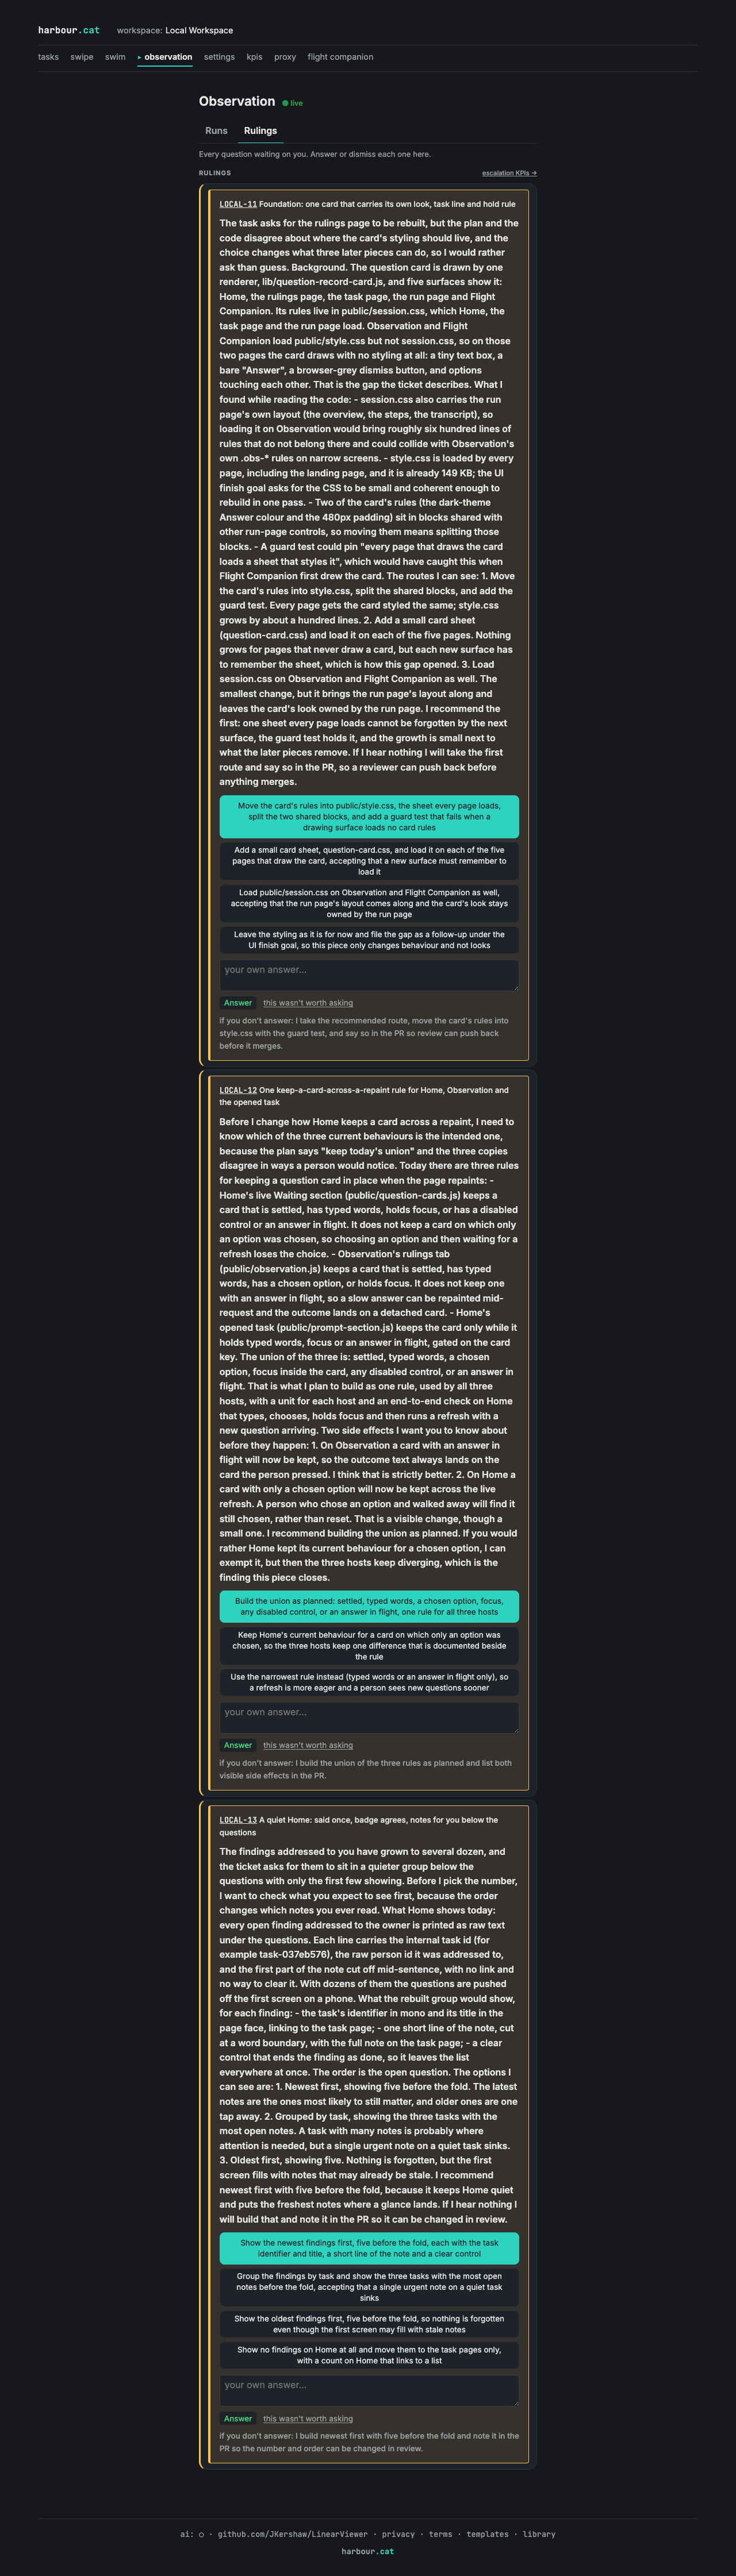 harbour.cat workspace: Local Workspace
tasks swipe swim ▸ observation settings kpis proxy flight companion
Observation ● live
Runs Rulings
Every question waiting on you. Answer or dismiss each one here.
RULINGS escalation KPIs →
LOCAL-11 Foundation: one card that carries its own look, task line and hold rule
The task asks for the rulings page to be rebuilt, but the plan and the
code disagree about where the card's styling should live, and the
choice changes what three later pieces can do, so I would rather
ask than guess. Background. The question card is drawn by one
renderer, lib/question-record-card.js, and five surfaces show it:
Home, the rulings page, the task page, the run page and Flight
Companion. Its rules live in public/session.css, which Home, the
task page and the run page load. Observation and Flight
Companion load public/style.css but not session.css, so on those
two pages the card draws with no styling at all: a tiny text box, a
bare "Answer", a browser-grey dismiss button, and options
touching each other. That is the gap the ticket describes. What I
found while reading the code: - session.css also carries the run
page's own layout (the overview, the steps, the transcript), so
loading it on Observation would bring roughly six hundred lines of
rules that do not belong there and could collide with Observation's
own .obs-* rules on narrow screens. - style.css is loaded by every
page, including the landing page, and it is already 149 KB; the UI
finish goal asks for the CSS to be small and coherent enough to
rebuild in one pass. - Two of the card's rules (the dark-theme
Answer colour and the 480px padding) sit in blocks shared with
other run-page controls, so moving them means splitting those
blocks. - A guard test could pin "every page that draws the card
loads a sheet that styles it", which would have caught this when
Flight Companion first drew the card. The routes I can see: 1. Move
the card's rules into style.css, split the shared blocks, and add the
guard test. Every page gets the card styled the same; style.css
grows by about a hundred lines. 2. Add a small card sheet
(question-card.css) and load it on each of the five pages. Nothing
grows for pages that never draw a card, but each new surface has
to remember the sheet, which is how this gap opened. 3. Load
session.css on Observation and Flight Companion as well. The
smallest change, but it brings the run page's layout along and
leaves the card's look owned by the run page. I recommend the
first: one sheet every page loads cannot be forgotten by the next
surface, the guard test holds it, and the growth is small next to
what the later pieces remove. If I hear nothing I will take the first
route and say so in the PR, so a reviewer can push back before
anything merges.
Move the card's rules into public/style.css, the sheet every page loads,
split the two shared blocks, and add a guard test that fails when a
drawing surface loads no card rules
Add a small card sheet, question-card.css, and load it on each of the five
pages that draw the card, accepting that a new surface must remember to
load it
Load public/session.css on Observation and Flight Companion as well,
accepting that the run page's layout comes along and the card's look stays
owned by the run page
Leave the styling as it is for now and file the gap as a follow-up under the
UI finish goal, so this piece only changes behaviour and not looks
your own answer...
Answer this wasn't worth asking
if you don't answer: I take the recommended route, move the card's rules into
style.css with the guard test, and say so in the PR so review can push back
before it merges.
LOCAL-12 One keep-a-card-across-a-repaint rule for Home, Observation and
the opened task
Before I change how Home keeps a card across a repaint, I need to
know which of the three current behaviours is the intended one,
because the plan says "keep today's union" and the three copies
disagree in ways a person would notice. Today there are three rules
for keeping a question card in place when the page repaints: -
Home's live Waiting section (public/question-cards.js) keeps a
card that is settled, has typed words, holds focus, or has a disabled
control or an answer in flight. It does not keep a card on which only
an option was chosen, so choosing an option and then waiting for a
refresh loses the choice. - Observation's rulings tab
(public/observation.js) keeps a card that is settled, has typed
words, has a chosen option, or holds focus. It does not keep one
with an answer in flight, so a slow answer can be repainted mid-
request and the outcome lands on a detached card. - Home's
opened task (public/prompt-section.js) keeps the card only while it
holds typed words, focus or an answer in flight, gated on the card
key. The union of the three is: settled, typed words, a chosen
option, focus inside the card, any disabled control, or an answer in
flight. That is what I plan to build as one rule, used by all three
hosts, with a unit for each host and an end-to-end check on Home
that types, chooses, holds focus and then runs a refresh with a
new question arriving. Two side effects I want you to know about
before they happen: 1. On Observation a card with an answer in
flight will now be kept, so the outcome text always lands on the
card the person pressed. I think that is strictly better. 2. On Home a
card with only a chosen option will now be kept across the live
refresh. A person who chose an option and walked away will find it
still chosen, rather than reset. That is a visible change, though a
small one. I recommend building the union as planned. If you would
rather Home kept its current behaviour for a chosen option, I can
exempt it, but then the three hosts keep diverging, which is the
finding this piece closes.
Build the union as planned: settled, typed words, a chosen option, focus,
any disabled control, or an answer in flight, one rule for all three hosts
Keep Home's current behaviour for a card on which only an option was
chosen, so the three hosts keep one difference that is documented beside
the rule
Use the narrowest rule instead (typed words or an answer in flight only), so
a refresh is more eager and a person sees new questions sooner
your own answer...
Answer this wasn't worth asking
if you don't answer: I build the union of the three rules as planned and list both
visible side effects in the PR.
LOCAL-13 A quiet Home: said once, badge agrees, notes for you below the
questions
The findings addressed to you have grown to several dozen, and
the ticket asks for them to sit in a quieter group below the
questions with only the first few showing. Before I pick the number,
I want to check what you expect to see first, because the order
changes which notes you ever read. What Home shows today:
every open finding addressed to the owner is printed as raw text
under the questions. Each line carries the internal task id (for
example task-037eb576), the raw person id it was addressed to,
and the first part of the note cut off mid-sentence, with no link and
no way to clear it. With dozens of them the questions are pushed
off the first screen on a phone. What the rebuilt group would show,
for each finding: - the task's identifier in mono and its title in the
page face, linking to the task page; - one short line of the note, cut
at a word boundary, with the full note on the task page; - a clear
control that ends the finding as done, so it leaves the list
everywhere at once. The order is the open question. The options I
can see are: 1. Newest first, showing five before the fold. The latest
notes are the ones most likely to still matter, and older ones are one
tap away. 2. Grouped by task, showing the three tasks with the
most open notes. A task with many notes is probably where
attention is needed, but a single urgent note on a quiet task sinks.
3. Oldest first, showing five. Nothing is forgotten, but the first
screen fills with notes that may already be stale. I recommend
newest first with five before the fold, because it keeps Home quiet
and puts the freshest notes where a glance lands. If I hear nothing I
will build that and note it in the PR so it can be changed in review.
Show the newest findings first, five before the fold, each with the task
identifier and title, a short line of the note and a clear control
Group the findings by task and show the three tasks with the most open
notes before the fold, accepting that a single urgent note on a quiet task
sinks
Show the oldest findings first, five before the fold, so nothing is forgotten
even though the first screen may fill with stale notes
Show no findings on Home at all and move them to the task pages only,
with a count on Home that links to a list
your own answer...
Answer this wasn't worth asking
if you don't answer: I build newest first with five before the fold and note it in the
PR so the number and order can be changed in review.
ai: ○ · github.com/JKershaw/LinearViewer · privacy · terms · templates · library
harbour.cat